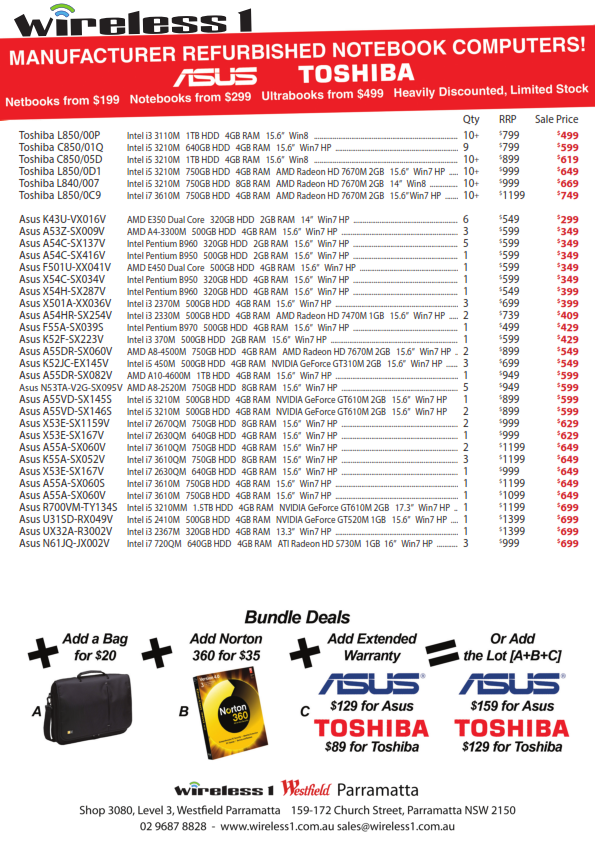 wireless 1
MANUFACTURER REFURBISHED NOTEBOOK COMPUTERS!
ASUS TOSHIBA
Netbooks from $199 Notebooks from $299 Ultrabooks from $499 Heavily Discounted, Limited Stock
Qty RRP Sale Price
Toshiba L850/00P Intel i3 3110M 1TB HDD 4GB RAM 15.6" Win8 10+ $799 $499
Toshiba C850/01Q Intel i5 3210M 640GB HDD 4GB RAM 15.6" Win7 HP 9 $799 $599
Toshiba C850/05D Intel i5 3210M 1TB HDD 4GB RAM 15.6" Win8 10+ $899 $619
Toshiba L850/0D1 Intel i5 3210M 750GB HDD 4GB RAM AMD Radeon HD 7670M 2GB 15.6" Win7 HP 10+ $999 $649
Toshiba L840/007 Intel i5 3210M 750GB HDD 8GB RAM AMD Radeon HD 7670M 2GB 14" Win8 10+ $999 $669
Toshiba L850/0C9 Intel i7 3610M 750GB HDD 4GB RAM AMD Radeon HD 7670M 2GB 15.6" Win7 HP 10+ $1199 $749
Asus K43U-VX016V AMD E350 Dual Core 320GB HDD 2GB RAM 14" Win7 HP 6 $549 $299
Asus A53Z-SX009V AMD A4-3300M 500GB HDD 4GB RAM 15.6" Win7 HP 3 $599 $349
Asus A54C-SX137V Intel Pentium B960 320GB HDD 2GB RAM 15.6" Win7 HP 5 $599 $349
Asus A54C-SX416V Intel Pentium B950 500GB HDD 2GB RAM 15.6" Win7 HP 1 $599 $349
Asus F501U-XX041V AMD E450 Dual Core 500GB HDD 4GB RAM 15.6" Win7 HP 1 $599 $349
Asus X54C-SX034V Intel Pentium B950 320GB HDD 4GB RAM 15.6" Win7 HP 1 $599 $349
Asus X54H-SX287V Intel Pentium B960 320GB HDD 4GB RAM 15.6" Win7 HP 1 $549 $399
Asus X501A-XX036V Intel i3 2370M 500GB HDD 4GB RAM 15.6" Win7 HP 3 $699 $399
Asus A54HR-SX254V Intel i3 2330M 500GB HDD 4GB RAM AMD Radeon HD 7470M 1GB 15.6" Win7 HP 2 $739 $409
Asus F55A-SX039S Intel Pentium B970 500GB HDD 4GB RAM 15.6" Win7 HP 1 $499 $429
Asus K52F-SX223V Intel i3 370M 500GB HDD 2GB RAM 15.6" Win7 HP 1 $599 $429
Asus A55DR-SX060V AMD A8-4500M 750GB HDD 4GB RAM AMD Radeon HD 7670M 2GB 15.6" Win7 HP 2 $899 $549
Asus K52JC-EX145V Intel i5 450M 500GB HDD 4GB RAM NVIDIA GeForce GT310M 2GB 15.6" Win7 HP 3 $699 $549
Asus A55DR-SX082V AMD A10-4600M 1TB HDD 4GB RAM 15.6" Win7 HP 1 $949 $599
Asus N53TA-V2G-SX095V AMD A8-2520M 750GB HDD 8GB RAM 15.6" Win7 HP 5 $949 $599
Asus A55VD-SX145S Intel i5 3210M 500GB HDD 4GB RAM NVIDIA GeForce GT610M 2GB 15.6" Win7 HP 1 $899 $599
Asus A55VD-SX146S Intel i5 3210M 500GB HDD 4GB RAM NVIDIA GeForce GT610M 2GB 15.6" Win7 HP 2 $899 $599
Asus X53E-SX1159V Intel i7 2670QM 750GB HDD 8GB RAM 15.6" Win7 HP 2 $999 $629
Asus X53E-SX167V Intel i7 2630QM 640GB HDD 4GB RAM 15.6" Win7 HP 1 $999 $629
Asus A55A-SX060V Intel i7 3610QM 750GB HDD 4GB RAM 15.6" Win7 HP 2 $1199 $649
Asus K55A-SX052V Intel i7 3610QM 750GB HDD 8GB RAM 15.6" Win7 HP 3 $1199 $649
Asus X53E-SX167V Intel i7 2630QM 640GB HDD 4GB RAM 15.6" Win7 HP 1 $999 $649
Asus A55A-SX060S Intel i7 3610M 750GB HDD 4GB RAM 15.6" Win7 HP 1 $1199 $649
Asus A55A-SX060V Intel i7 3610M 750GB HDD 4GB RAM 15.6" Win7 HP 1 $1099 $649
Asus R700VM-TY134S Intel i5 3210MM 1.5TB HDD 4GB RAM NVIDIA GeForce GT610M 2GB 17.3" Win7 HP 1 $1199 $699
Asus U31SD-RX049V Intel i5 2410M 500GB HDD 4GB RAM NVIDIA GeForce GT520M 1GB 15.6" Win7 HP 1 $1399 $699
Asus UX32A-R3002V Intel i3 2367M 320GB HDD 4GB RAM 13.3" Win7 HP 1 $1399 $699
Asus N61JQ-JX002V Intel i7 720QM 640GB HDD 4GB RAM ATI Radeon HD 5730M 1GB 16" Win7 HP 3 $999 $699
Bundle Deals
+ Add a Bag for $20
+ Add Norton 360 for $35
+ Add Extended Warranty
= Or Add the Lot [A+B+C]
A
B
Norton 360
C
ASUS
$129 for Asus
TOSHIBA
$89 for Toshiba
ASUS
$159 for Asus
TOSHIBA
$129 for Toshiba
wireless 1 Westfield Parramatta
Shop 3080, Level 3, Westfield Parramatta 159-172 Church Street, Parramatta NSW 2150
02 9687 8828 - www.wireless1.com.au sales@wireless1.com.au